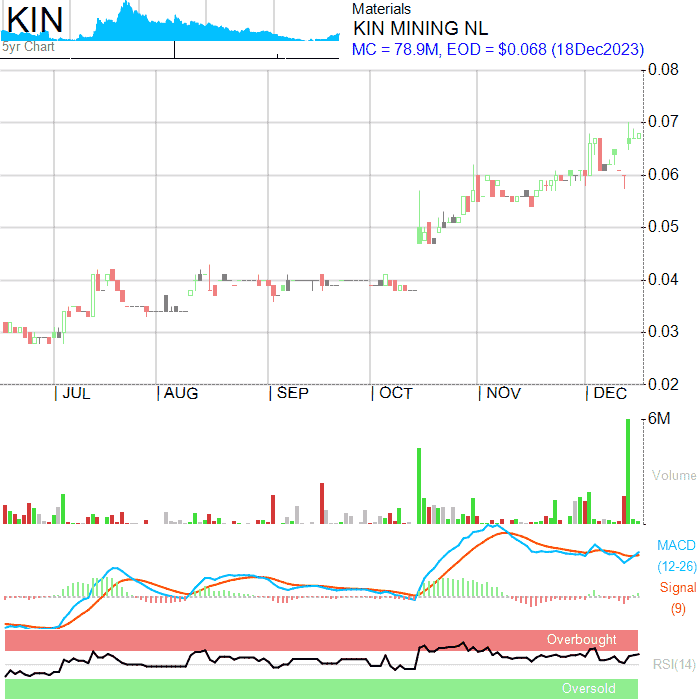 KIN
5yr Chart
Materials
KIN MINING NL
MC = 78.9M, EOD = $0.068 (18Dec2023)
0.08
0.07
0.06
0.05
0.04
0.03
0.02
JUL AUG SEP OCT NOV DEC
6M
Volume
MACD
(12-26)
Signal
(9)
Overbought
RSI(14)
Oversold